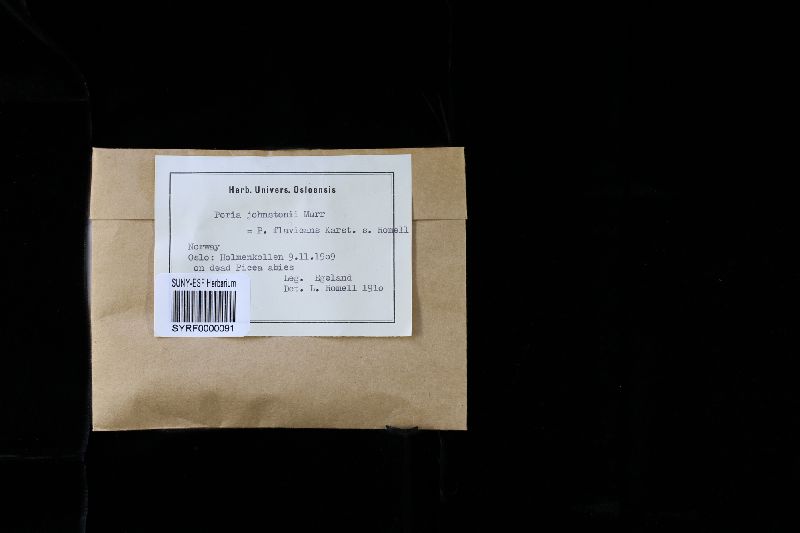 Herb. Univers. Osloensis
Poria johnstonii Murr
= P. fluvicans Karst. s. Romell
Norway
Oslo: Holmenkollen 9.11.1909
on dead Picea abies
Leg. Egeland
Det. L. Romell 1910
SUNY-ESF Herbarium
SYRF0000091